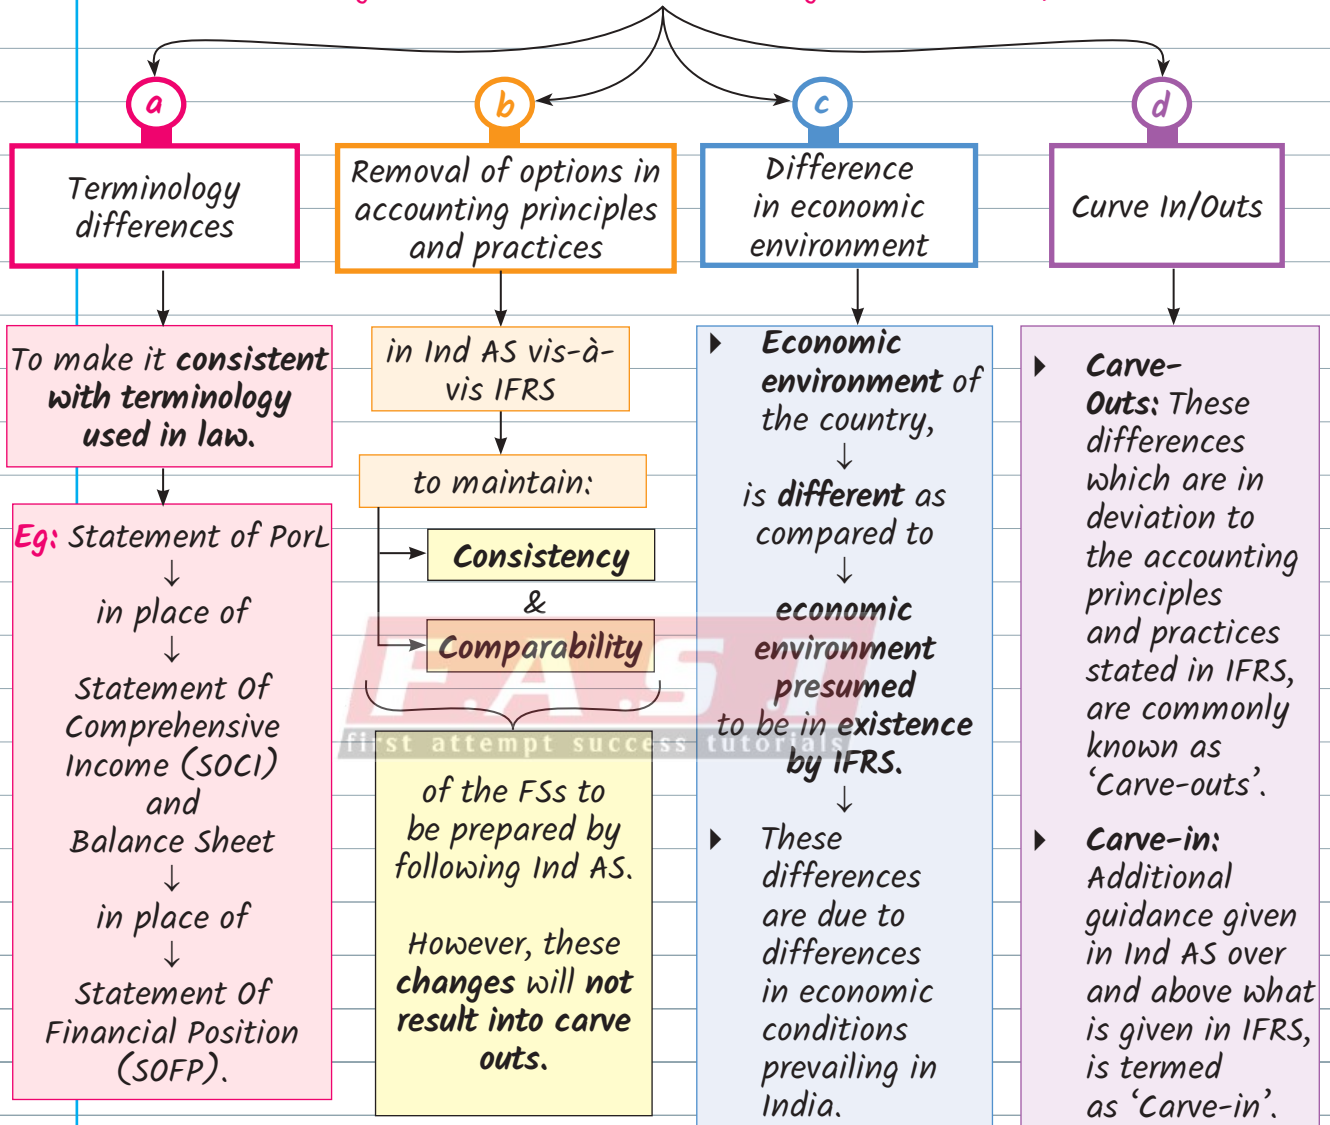 a
Terminology
differences
To make it consistent
with terminology
used in law.
Eg: Statement of PorL
↓
in place of
↓
Statement Of
Comprehensive
Income (SOCI)
and
Balance Sheet
↓
in place of
↓
Statement Of
Financial Position
(SOFP).
b
Removal of options in
accounting principles
and practices
in Ind AS vis-à-
vis IFRS
to maintain:
Consistency
&
Comparability
of the FSs to
be prepared by
following Ind AS.
However, these
changes will not
result into carve
outs.
c
Difference
in economic
environment
Economic
environment of
the country,
↓
is different as
compared to
↓
economic
environment
presumed
to be in existence
by IFRS.
↓
These
differences
are due to
differences
in economic
conditions
prevailing in
India.
d
Curve In/Outs
Carve-
Outs: These
differences
which are in
deviation to
the accounting
principles
and practices
stated in IFRS,
are commonly
known as
‘Carve-outs’.
Carve-in:
Additional
guidance given
in Ind AS over
and above what
is given in IFRS,
is termed
as ‘Carve-in’.
F.A.S.T
first attempt success tutorials